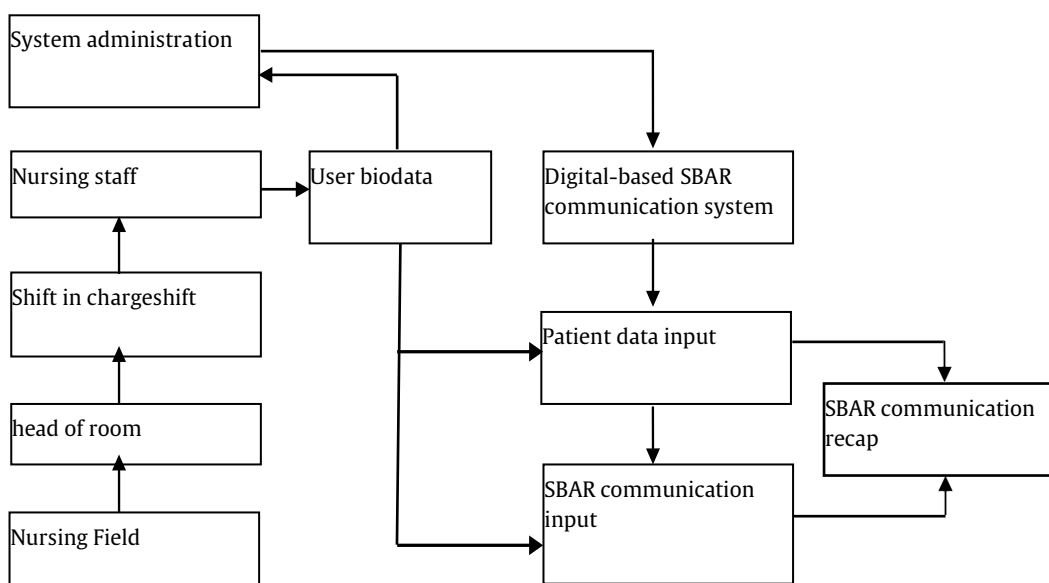 System administration
Nursing staff
User biodata
Digital-based SBAR
communication system
Shift in chargeshift
Patient data input
head of room
SBAR communication
recap
SBAR communication
input
Nursing Field